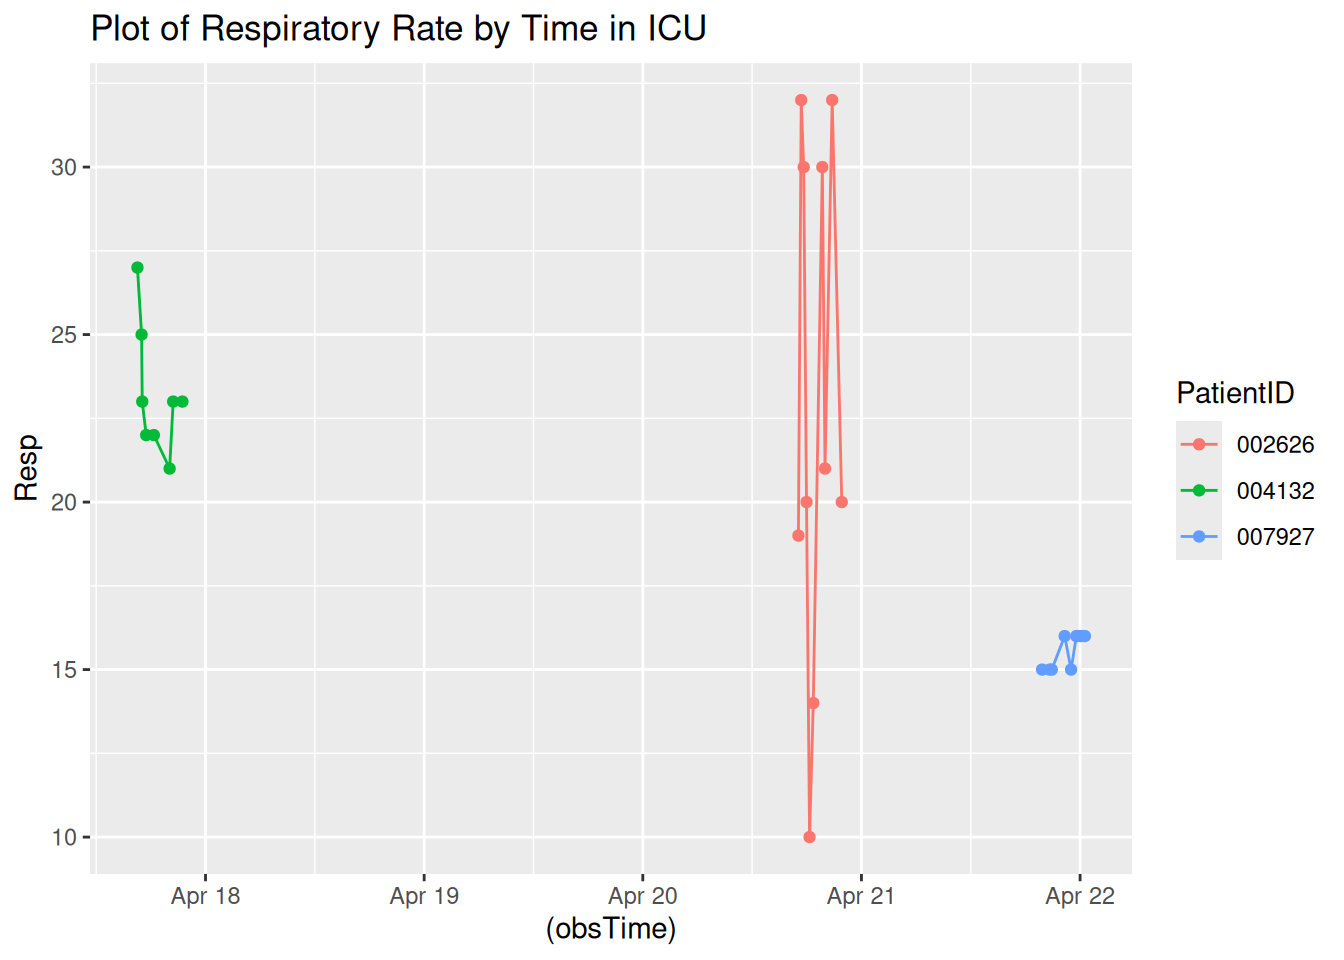 Plot of Respiratory Rate by Time in ICU
30
25
20
15
10
Resp
Apr 18
Apr 19
Apr 20
Apr 21
Apr 22
(obsTime)
PatientID
002626
004132
007927